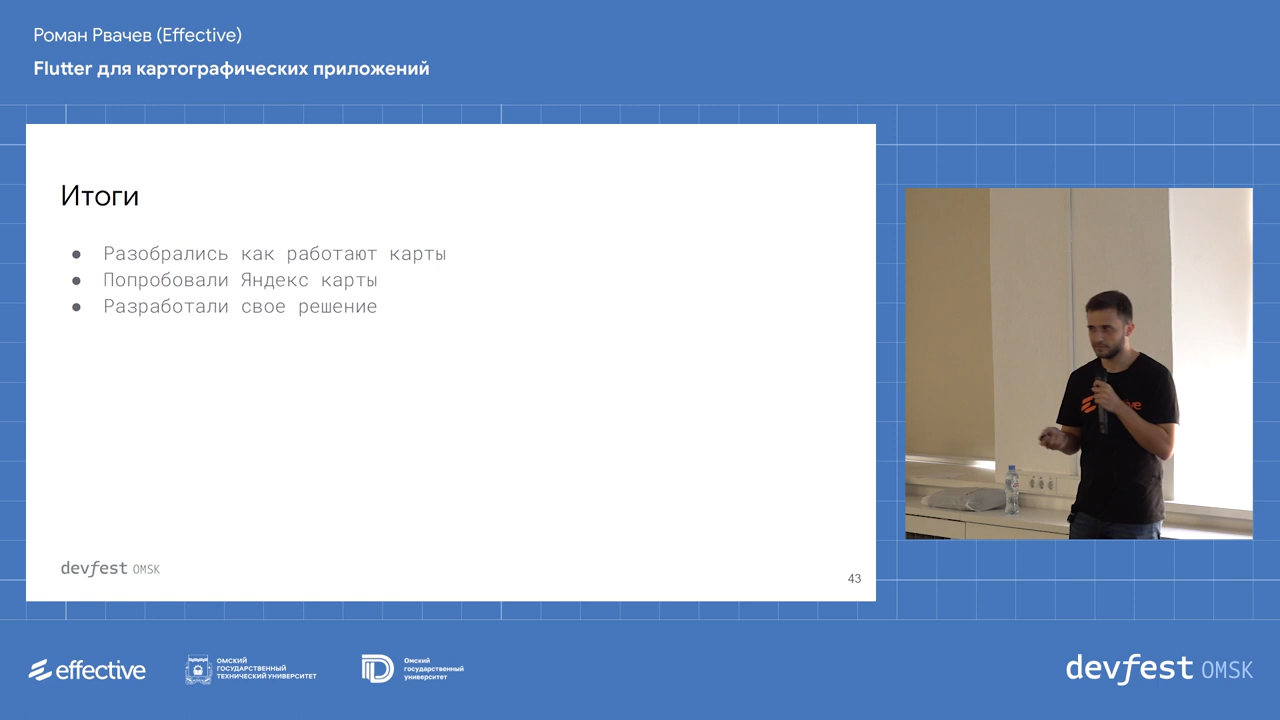 Роман Рвачев (Effective)
Flutter для картографических приложений
Итоги
● Разобрались как работают карты
● Попробовали Яндекс карты
● Разработали свое решение
devfest OMSK
43
effective
ОМСКИЙ
ГОСУДАРСТВЕННЫЙ
ТЕХНИЧЕСКИЙ УНИВЕРСИТЕТ
Омский
государственный
университет
devfest OMSK